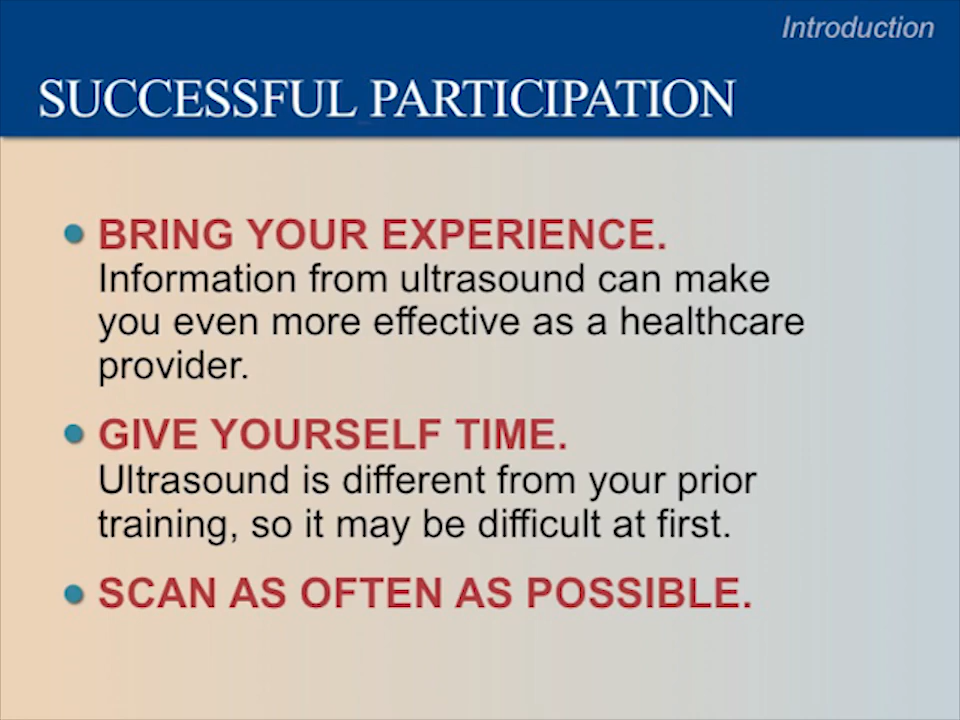 Introduction
SUCCESSFUL PARTICIPATION
BRING YOUR EXPERIENCE.
Information from ultrasound can make
you even more effective as a healthcare
provider.
GIVE YOURSELF TIME.
Ultrasound is different from your prior
training, so it may be difficult at first.
SCAN AS OFTEN AS POSSIBLE.